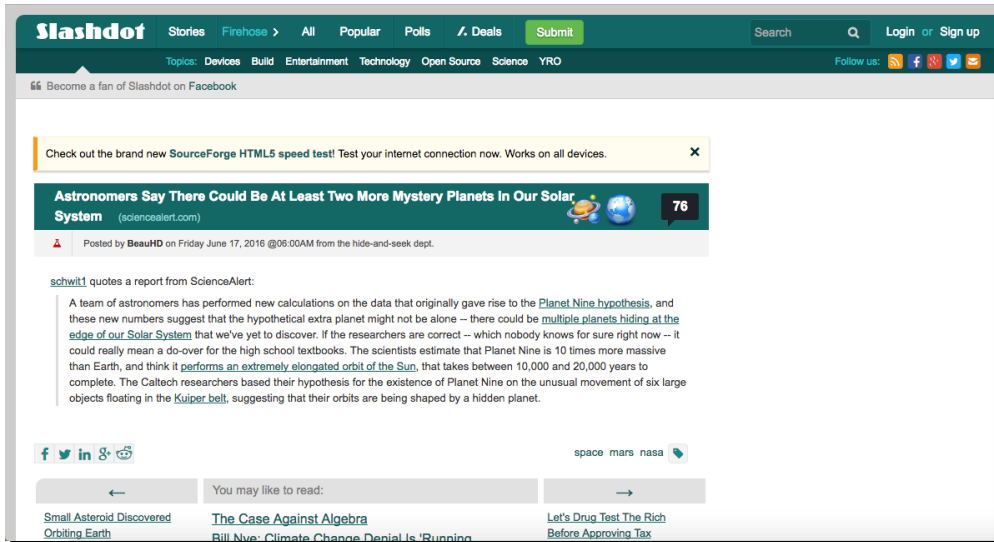 Slashdot Stories Firehose > All Popular Polls Deals Submit Search Login or Sign up
Topics: Devices Build Entertainment Technology Open Source Science YRO Follow us:
Become a fan of Slashdot on Facebook
Check out the brand new SourceForge HTML5 speed test! Test your internet connection now. Works on all devices. ×
Astronomers Say There Could Be At Least Two More Mystery Planets In Our Solar
System (sciencealert.com)
76
Posted by BeauHD on Friday June 17, 2016 @06:00AM from the hide-and-seek dept.
schwit1 quotes a report from ScienceAlert:
A team of astronomers has performed new calculations on the data that originally gave rise to the Planet Nine hypothesis, and
these new numbers suggest that the hypothetical extra planet might not be alone -- there could be multiple planets hiding at the
edge of our Solar System that we've yet to discover. If the researchers are correct -- which nobody knows for sure right now -- it
could really mean a do-over for the high school textbooks. The scientists estimate that Planet Nine is 10 times more massive
than Earth, and think it performs an extremely elongated orbit of the Sun, that takes between 10,000 and 20,000 years to
complete. The Caltech researchers based their hypothesis for the existence of Planet Nine on the unusual movement of six large
objects floating in the Kuiper belt, suggesting that their orbits are being shaped by a hidden planet.
space mars nasa
← You may like to read: →
Small Asteroid Discovered
Orbiting Earth
The Case Against Algebra
Bill Nye: Climate Change Denial Is 'Running
Let's Drug Test The Rich
Before Approving Tax